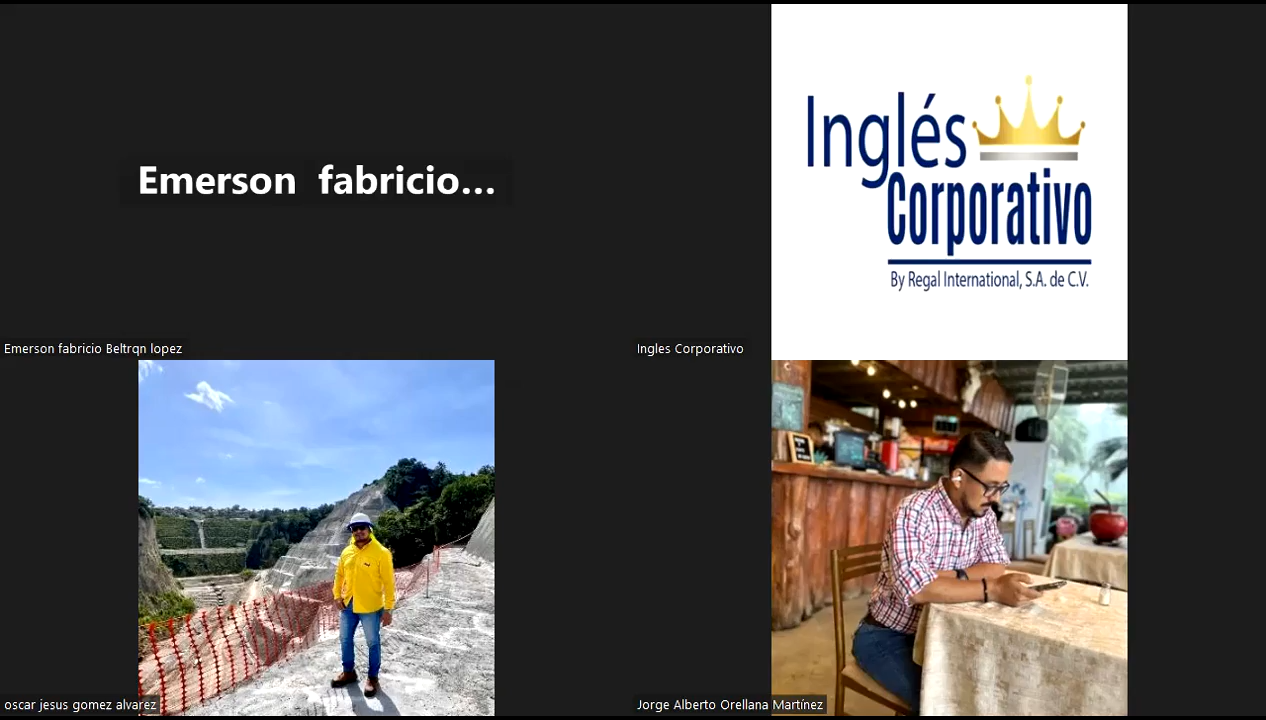 Emerson fabricio...
Inglés
Corporativo
By Regal International, S.A. de C.V.
Emerson fabricio Beltrqn lopez
Ingles Corporativo
oscar jesus gomez alvarez
Jorge Alberto Orellana Martínez